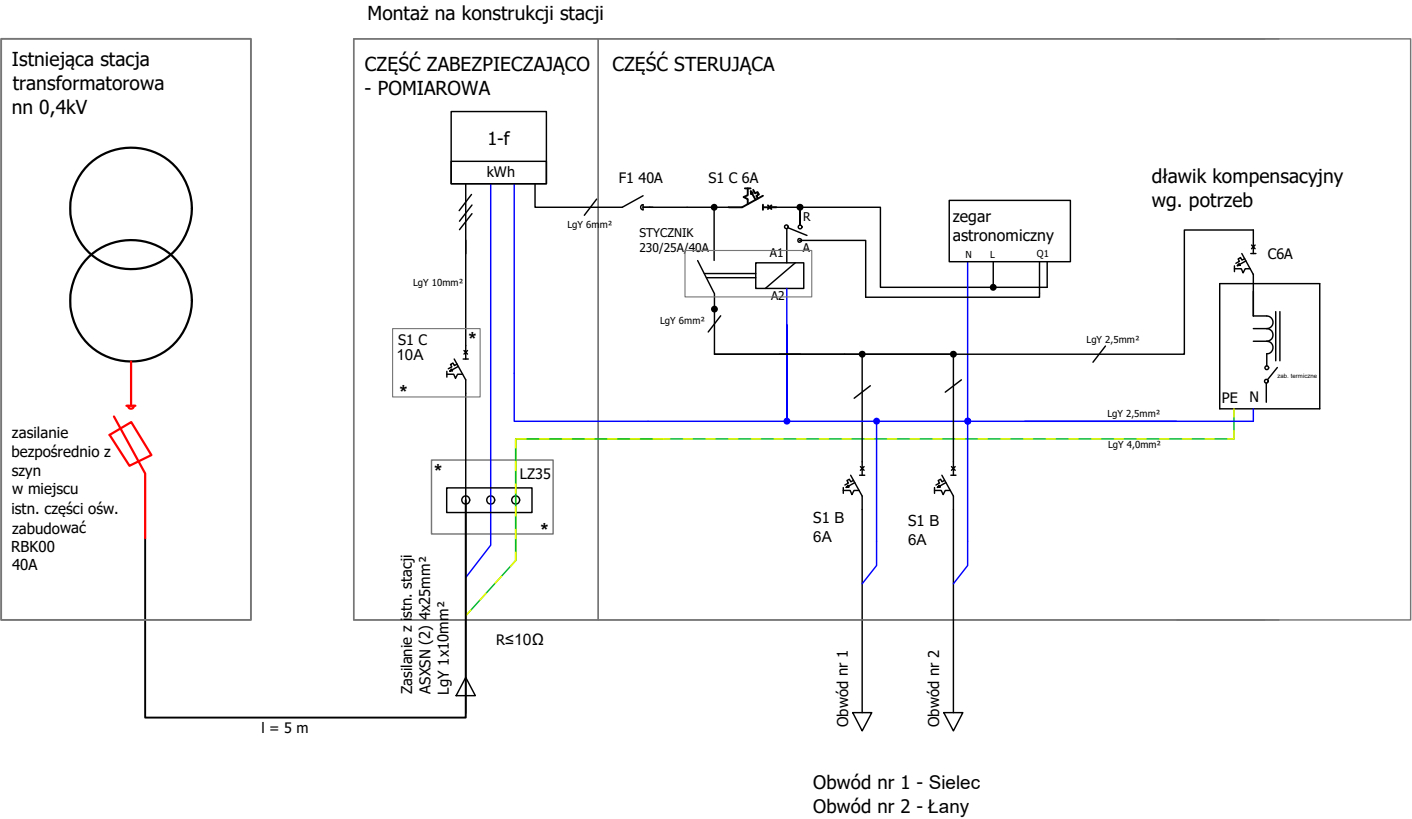 Montaż na konstrukcji stacji
Istniejąca stacja
transformatorowa
nn 0,4kV
zasilanie
bezpośrednio z
szyn
w miejscu
istn. części ośw.
zabudować
RBK00
40A
l = 5 m
CZĘŚĆ ZABEZPIECZAJĄCO
- POMIAROWA
1-f
kWh
LgY 10mm²
S1 C
10A
*
*
*
LZ35
*
Zasilanie z istn. stacji
ASXSN (2) 4x25mm²
LgY 1x10mm²
R≤10Ω
CZĘŚĆ STERUJĄCA
F1 40A
S1 C 6A
LgY 6mm²
STYCZNIK
230/25A/40A
R
A
A1
A2
LgY 6mm²
zegar
astronomiczny
N L Q1
dławik kompensacyjny
wg. potrzeb
C6A
LgY 2,5mm²
zab. termiczne
PE N
LgY 2,5mm²
LgY 4,0mm²
S1 B
6A
S1 B
6A
Obwód nr 1
Obwód nr 2
Obwód nr 1 - Sielec
Obwód nr 2 - Łany